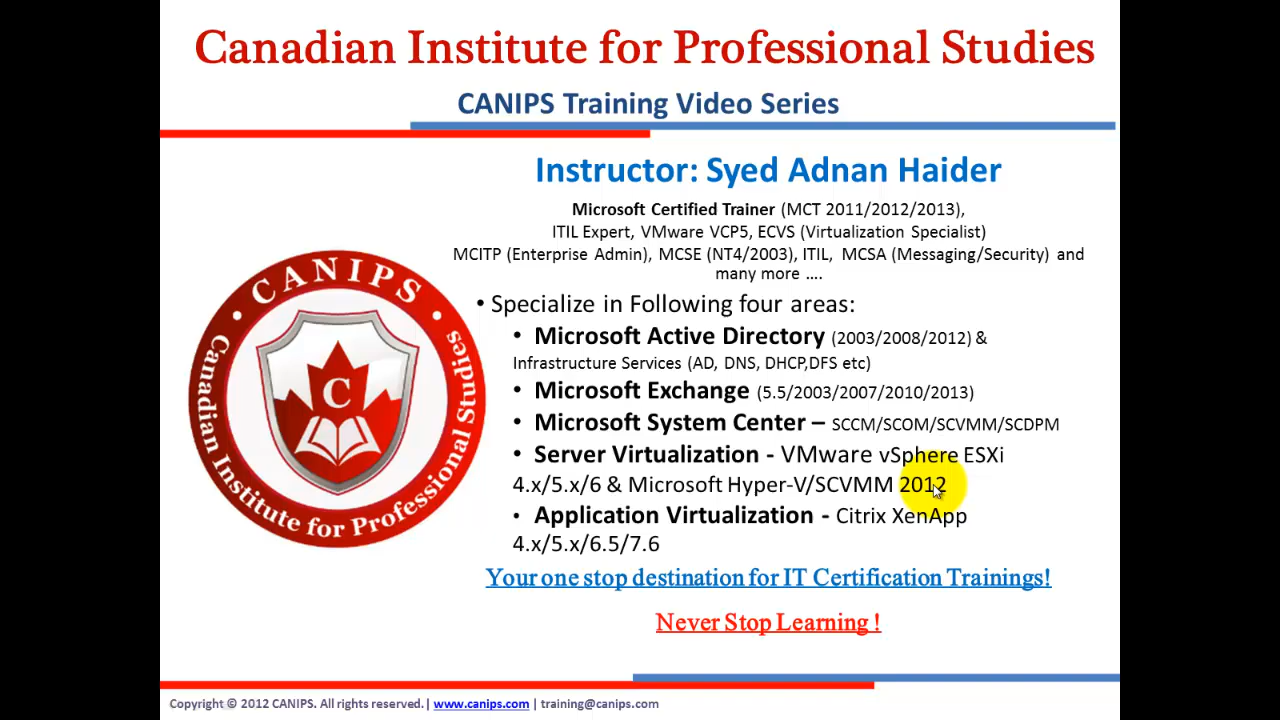 Canadian Institute for Professional Studies
CANIPS Training Video Series
Instructor: Syed Adnan Haider
Microsoft Certified Trainer (MCT 2011/2012/2013),
ITIL Expert, VMware VCP5, ECVS (Virtualization Specialist)
MCITP (Enterprise Admin), MCSE (NT4/2003), ITIL, MCSA (Messaging/Security) and
many more ....
• Specialize in Following four areas:
• Microsoft Active Directory (2003/2008/2012) &
Infrastructure Services (AD, DNS, DHCP,DFS etc)
• Microsoft Exchange (5.5/2003/2007/2010/2013)
• Microsoft System Center – SCCM/SCOM/SCVMM/SCDPM
• Server Virtualization - VMware vSphere ESXi
4.x/5.x/6 & Microsoft Hyper-V/SCVMM 2012
• Application Virtualization - Citrix XenApp
4.x/5.x/6.5/7.6
Your one stop destination for IT Certification Trainings!
Never Stop Learning !
• CANIPS •
C
Canadian Institute for Professional Studies
Copyright © 2012 CANIPS. All rights reserved. | www.canips.com | training@canips.com